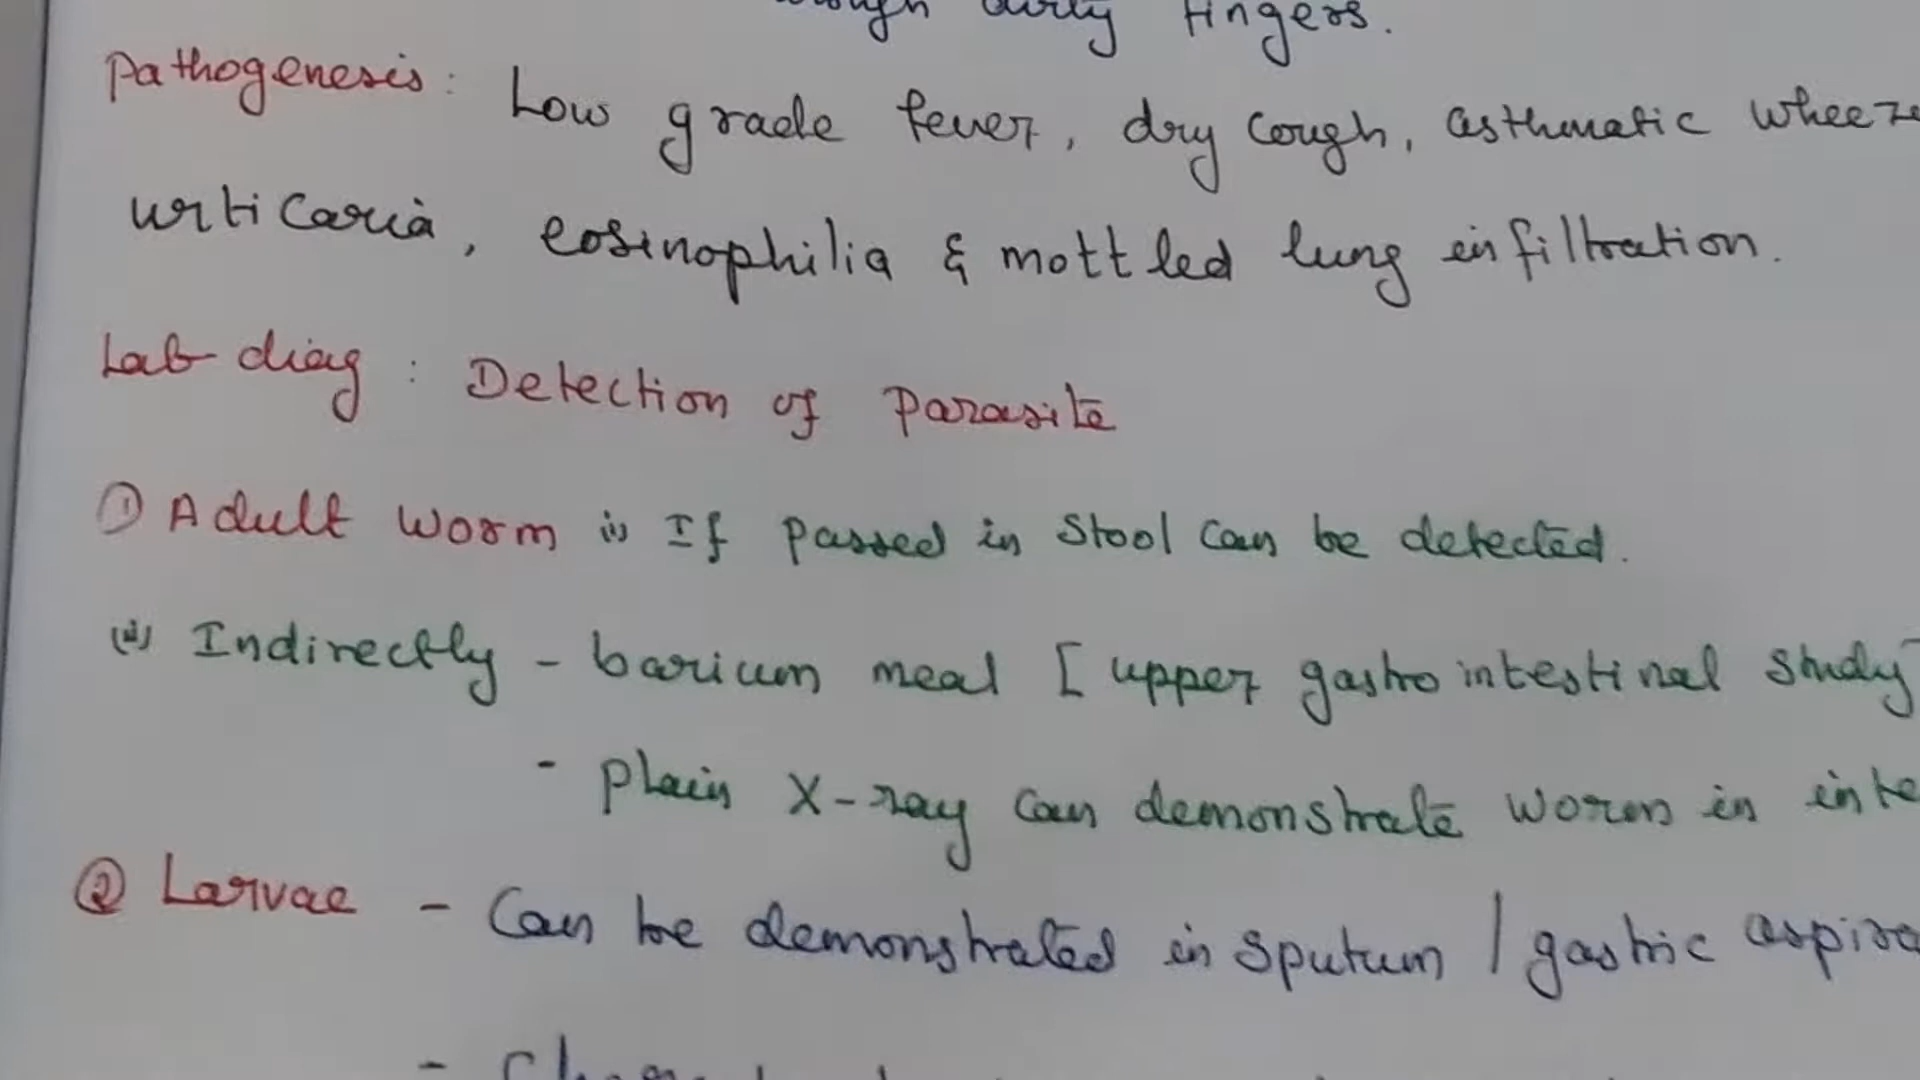 dirty fingers.
Pathogenesis: Low grade fever, dry cough, asthmatic wheeze
urticaria, eosinophilia & mottled lung infiltration.
Lab diag: Detection of Parasite
① Adult worm (i) If passed in stool can be detected.
(ii) Indirectly - barium meal [upper gastrointestinal study]
- plain X-ray can demonstrate worm in inte
② Larvae - Can be demonstrated in sputum / gastric aspira